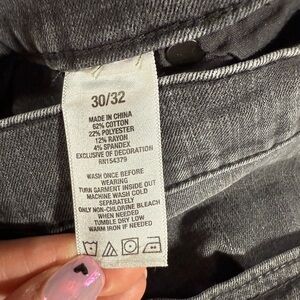 30/32
MADE IN CHINA
62% COTTON
22% POLYESTER
12% RAYON
4% SPANDEX
EXCLUSIVE OF DECORATION
RN154379
WASH ONCE BEFORE
WEARING
TURN GARMENT INSIDE OUT
MACHINE WASH COLD
SEPARATELY
ONLY NON-CHLORINE BLEACH
WHEN NEEDED
TUMBLE DRY LOW
WARM IRON IF NEEDED